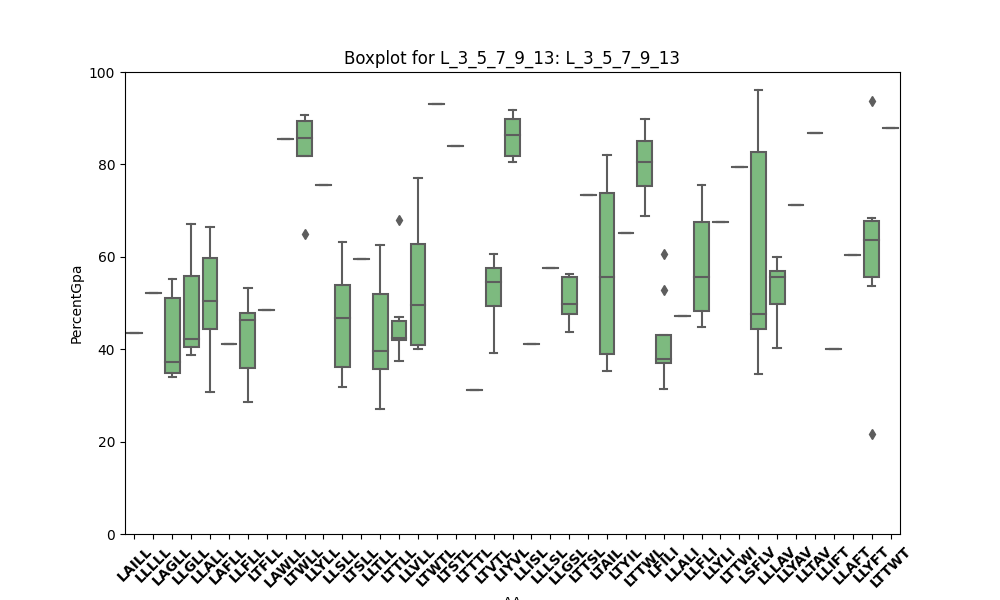 Boxplot for L_3_5_7_9_13: L_3_5_7_9_13
PercentGpa
100
80
60
40
20
0
LAILL
LLLLL
LAGLL
LLGLL
LLALL
LAFLL
LLFLL
LTFLL
LAWLL
LTWLL
LLYLL
LLSLL
LTSLL
LLTLL
LTILL
LLVLL
LTWTL
LTSTL
LTTTL
LTVTL
LIYVL
LLISL
LLLSL
LLGSL
LTTSL
LTAIL
LTYIL
LTTWL
LFILI
LLALI
LLFLI
LLYLI
LTTWI
LSFLV
LLLAV
LLYAV
LTTAV
LLIFT
LLAFT
LLYFT
LTTWT